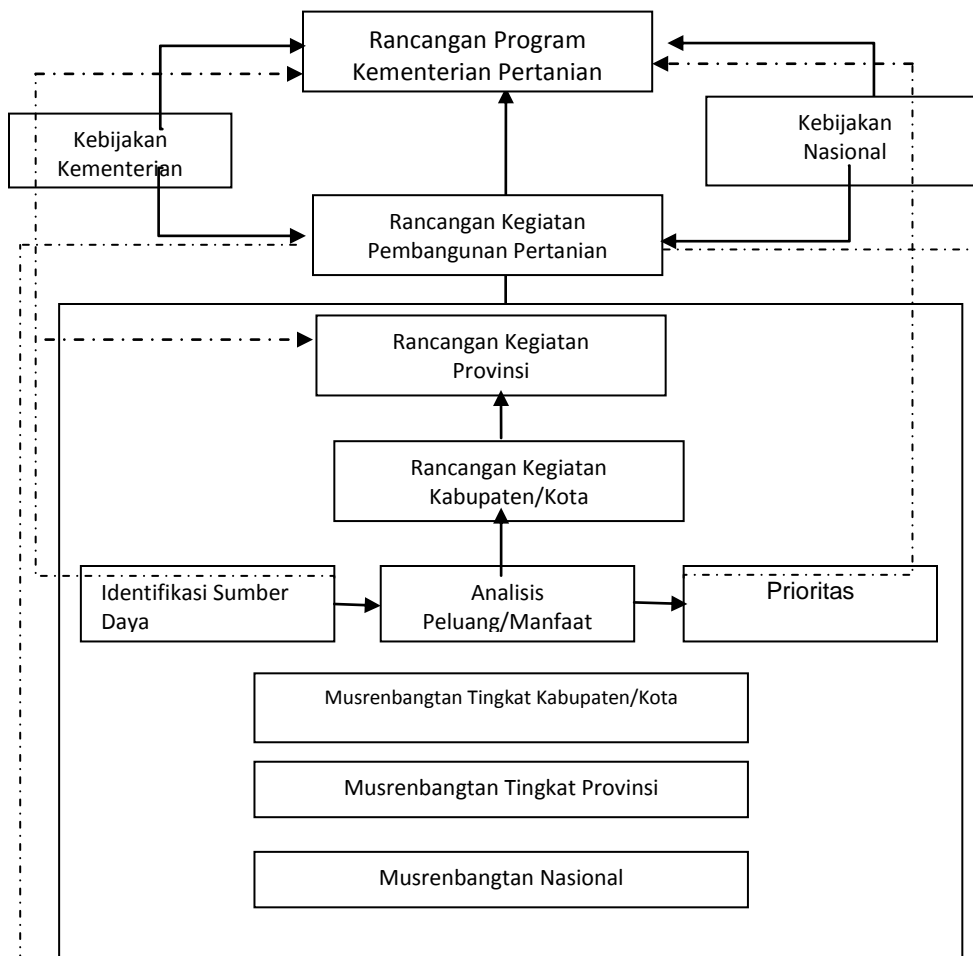 Rancangan Program
Kementerian Pertanian
Kebijakan
Kementerian
Kebijakan
Nasional
Rancangan Kegiatan
Pembangunan Pertanian
Rancangan Kegiatan
Provinsi
Rancangan Kegiatan
Kabupaten/Kota
Identifikasi Sumber
Daya
Analisis
Peluang/Manfaat
Prioritas
Musrenbangtan Tingkat Kabupaten/Kota
Musrenbangtan Tingkat Provinsi
Musrenbangtan Nasional